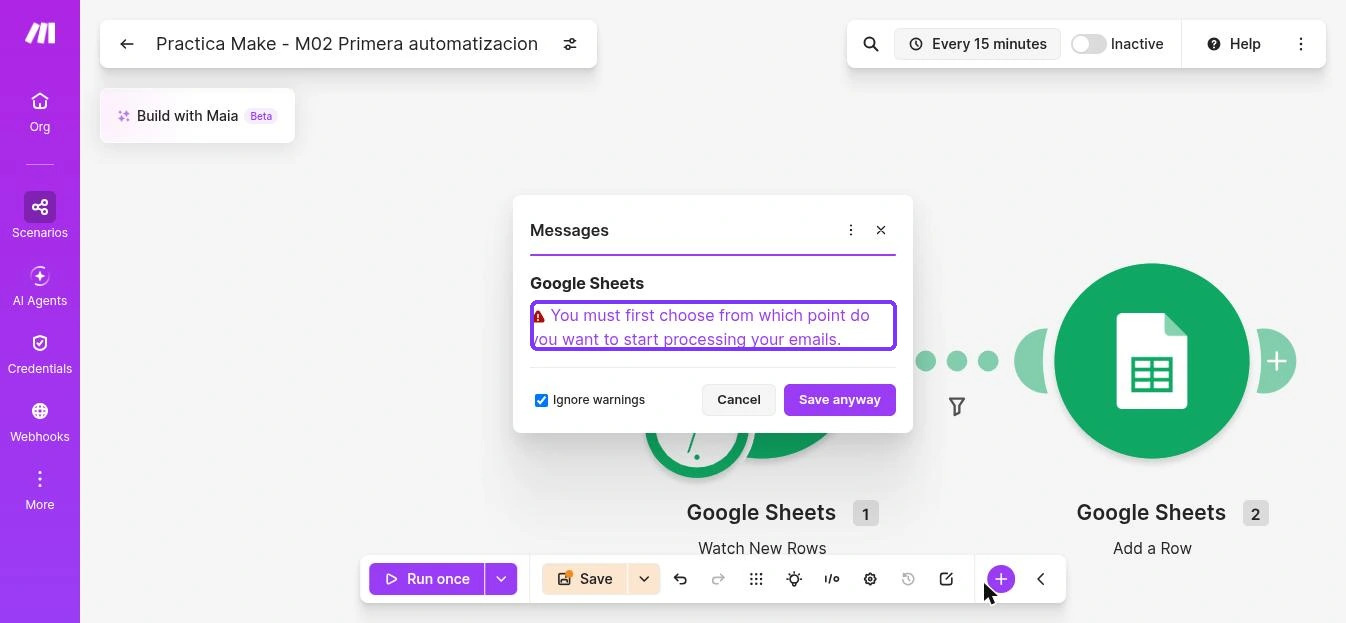 Practica Make - M02 Primera automatizacion
Every 15 minutes
Inactive
Help
Build with Maia Beta
Org
Scenarios
AI Agents
Credentials
Webhooks
More
Messages
Google Sheets
You must first choose from which point do
you want to start processing your emails.
Ignore warnings
Cancel
Save anyway
Google Sheets 1
Watch New Rows
Google Sheets 2
Add a Row
Run once
Save